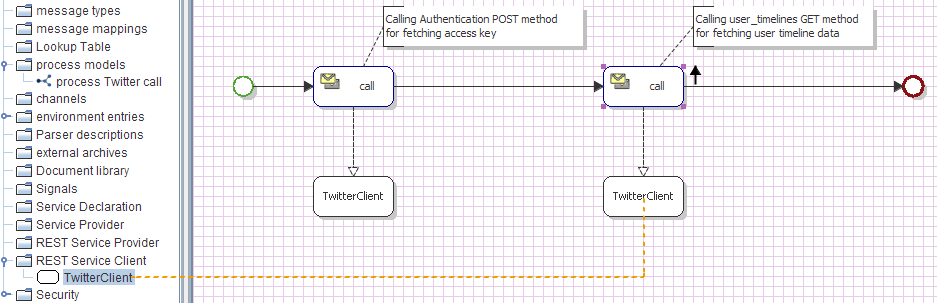 message types
message mappings
Lookup Table
process models
process Twitter call
channels
environment entries
Parser descriptions
external archives
Document library
Signals
Service Declaration
Service Provider
REST Service Provider
REST Service Client
TwitterClient
Security
Calling Authentication POST method
for fetching access key
call
TwitterClient
Calling user_timelines GET method
for fetching user timeline data
call
TwitterClient